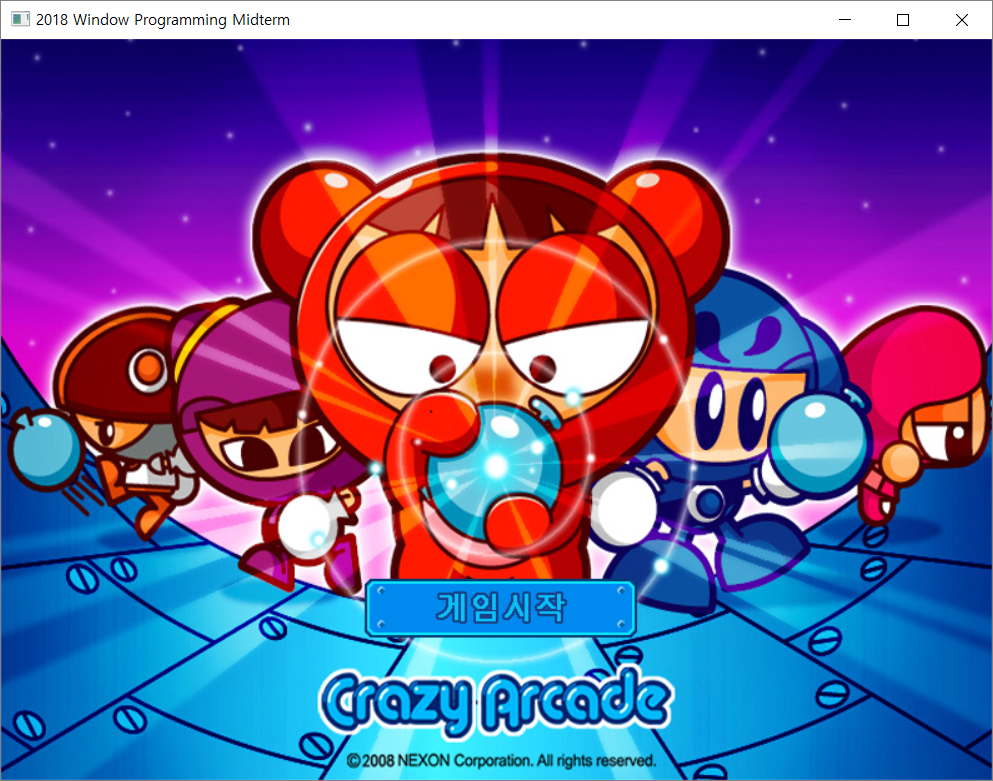 2018 Window Programming Midterm
게임시작
Crazy Arcade
©2008 NEXON Corporation. All rights reserved.